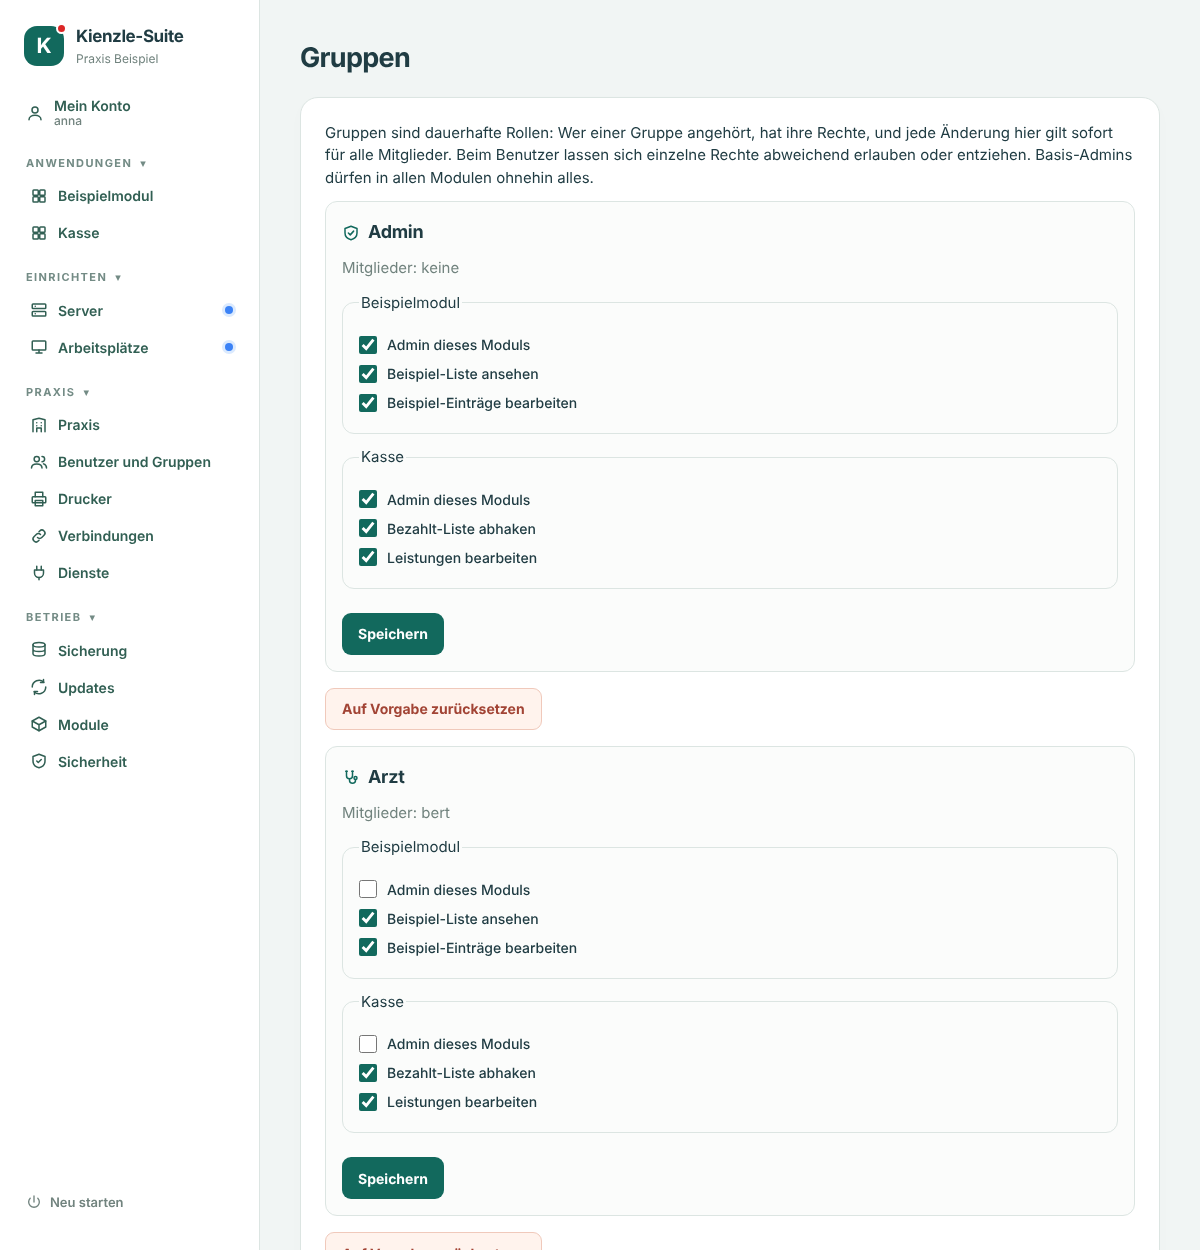 K
Kienzle-Suite
Praxis Beispiel
Mein Konto
anna
ANWENDUNGEN ▼
Beispielmodul
Kasse
EINRICHTEN ▼
Server
Arbeitsplätze
PRAXIS ▼
Praxis
Benutzer und Gruppen
Drucker
Verbindungen
Dienste
BETRIEB ▼
Sicherung
Updates
Module
Sicherheit
Neu starten
Gruppen
Gruppen sind dauerhafte Rollen: Wer einer Gruppe angehört, hat ihre Rechte, und jede Änderung hier gilt sofort
für alle Mitglieder. Beim Benutzer lassen sich einzelne Rechte abweichend erlauben oder entziehen. Basis-Admins
dürfen in allen Modulen ohnehin alles.
Admin
Mitglieder: keine
Beispielmodul
Admin dieses Moduls
Beispiel-Liste ansehen
Beispiel-Einträge bearbeiten
Kasse
Admin dieses Moduls
Bezahlt-Liste abhaken
Leistungen bearbeiten
Speichern
Auf Vorgabe zurücksetzen
Arzt
Mitglieder: bert
Beispielmodul
Admin dieses Moduls
Beispiel-Liste ansehen
Beispiel-Einträge bearbeiten
Kasse
Admin dieses Moduls
Bezahlt-Liste abhaken
Leistungen bearbeiten
Speichern